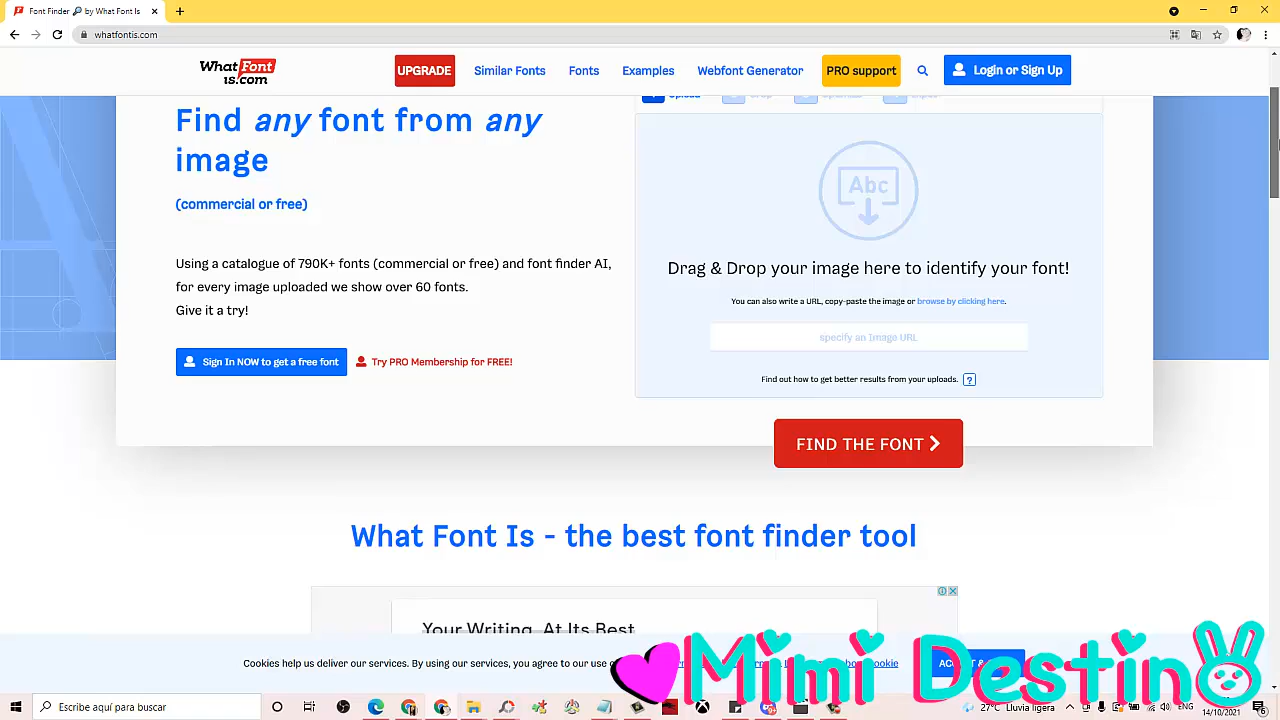 Font Finder 🔎 by What Font Is
whatfontis.com
What Font is.com
UPGRADE
Similar Fonts
Fonts
Examples
Webfont Generator
PRO support
Login or Sign Up
Find any font from any
image
(commercial or free)
Using a catalogue of 790K+ fonts (commercial or free) and font finder AI,
for every image uploaded we show over 60 fonts.
Give it a try!
Sign In NOW to get a free font
Try PRO Membership for FREE!
Abc
Drag & Drop your image here to identify your font!
You can also write a URL, copy-paste the image or browse by clicking here.
specify an Image URL
Find out how to get better results from your uploads. ?
FIND THE FONT
What Font Is - the best font finder tool
Your Writing, At Its Best
Cookies help us deliver our services. By using our services, you agree to our use
Cookie
Mimi Destino
Escribe aquí para buscar
27°C Lluvia ligera
ENG
14/10/2021